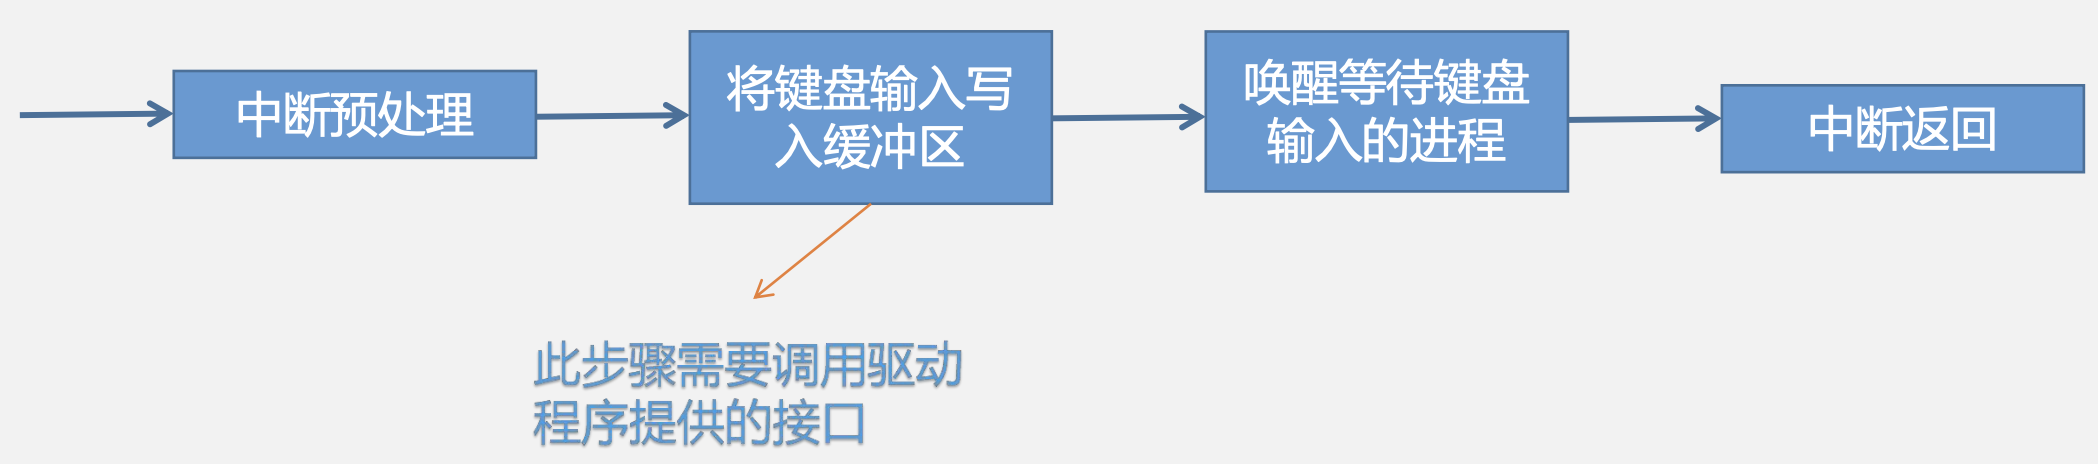 中断预处理
将键盘输入写
入缓冲区
唤醒等待键盘
输入的进程
中断返回
此步骤需要调用驱动
程序提供的接口